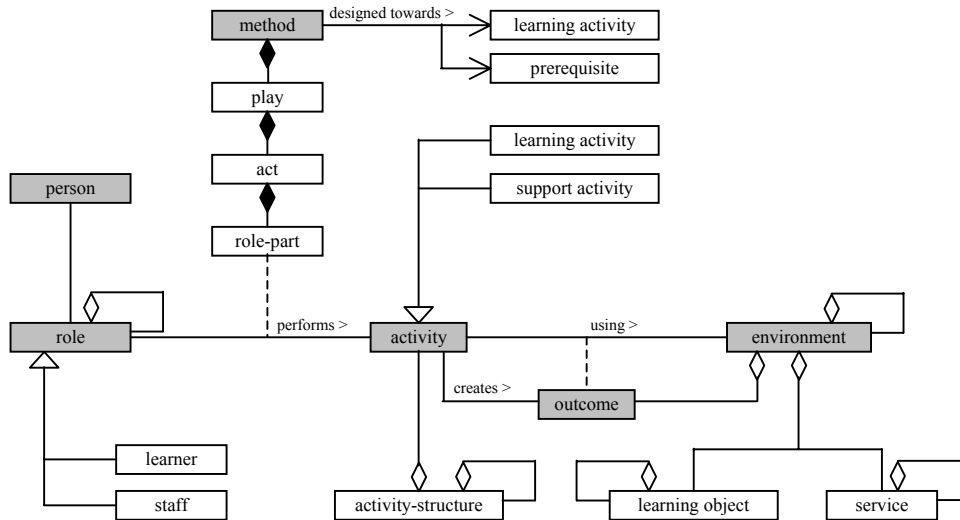 designed towards >
method
learning activity
prerequisite
play
learning activity
act
support activity
person
role-part
performs >
using >
role
activity
environment
creates >
outcome
learner
staff
activity-structure
learning object
service